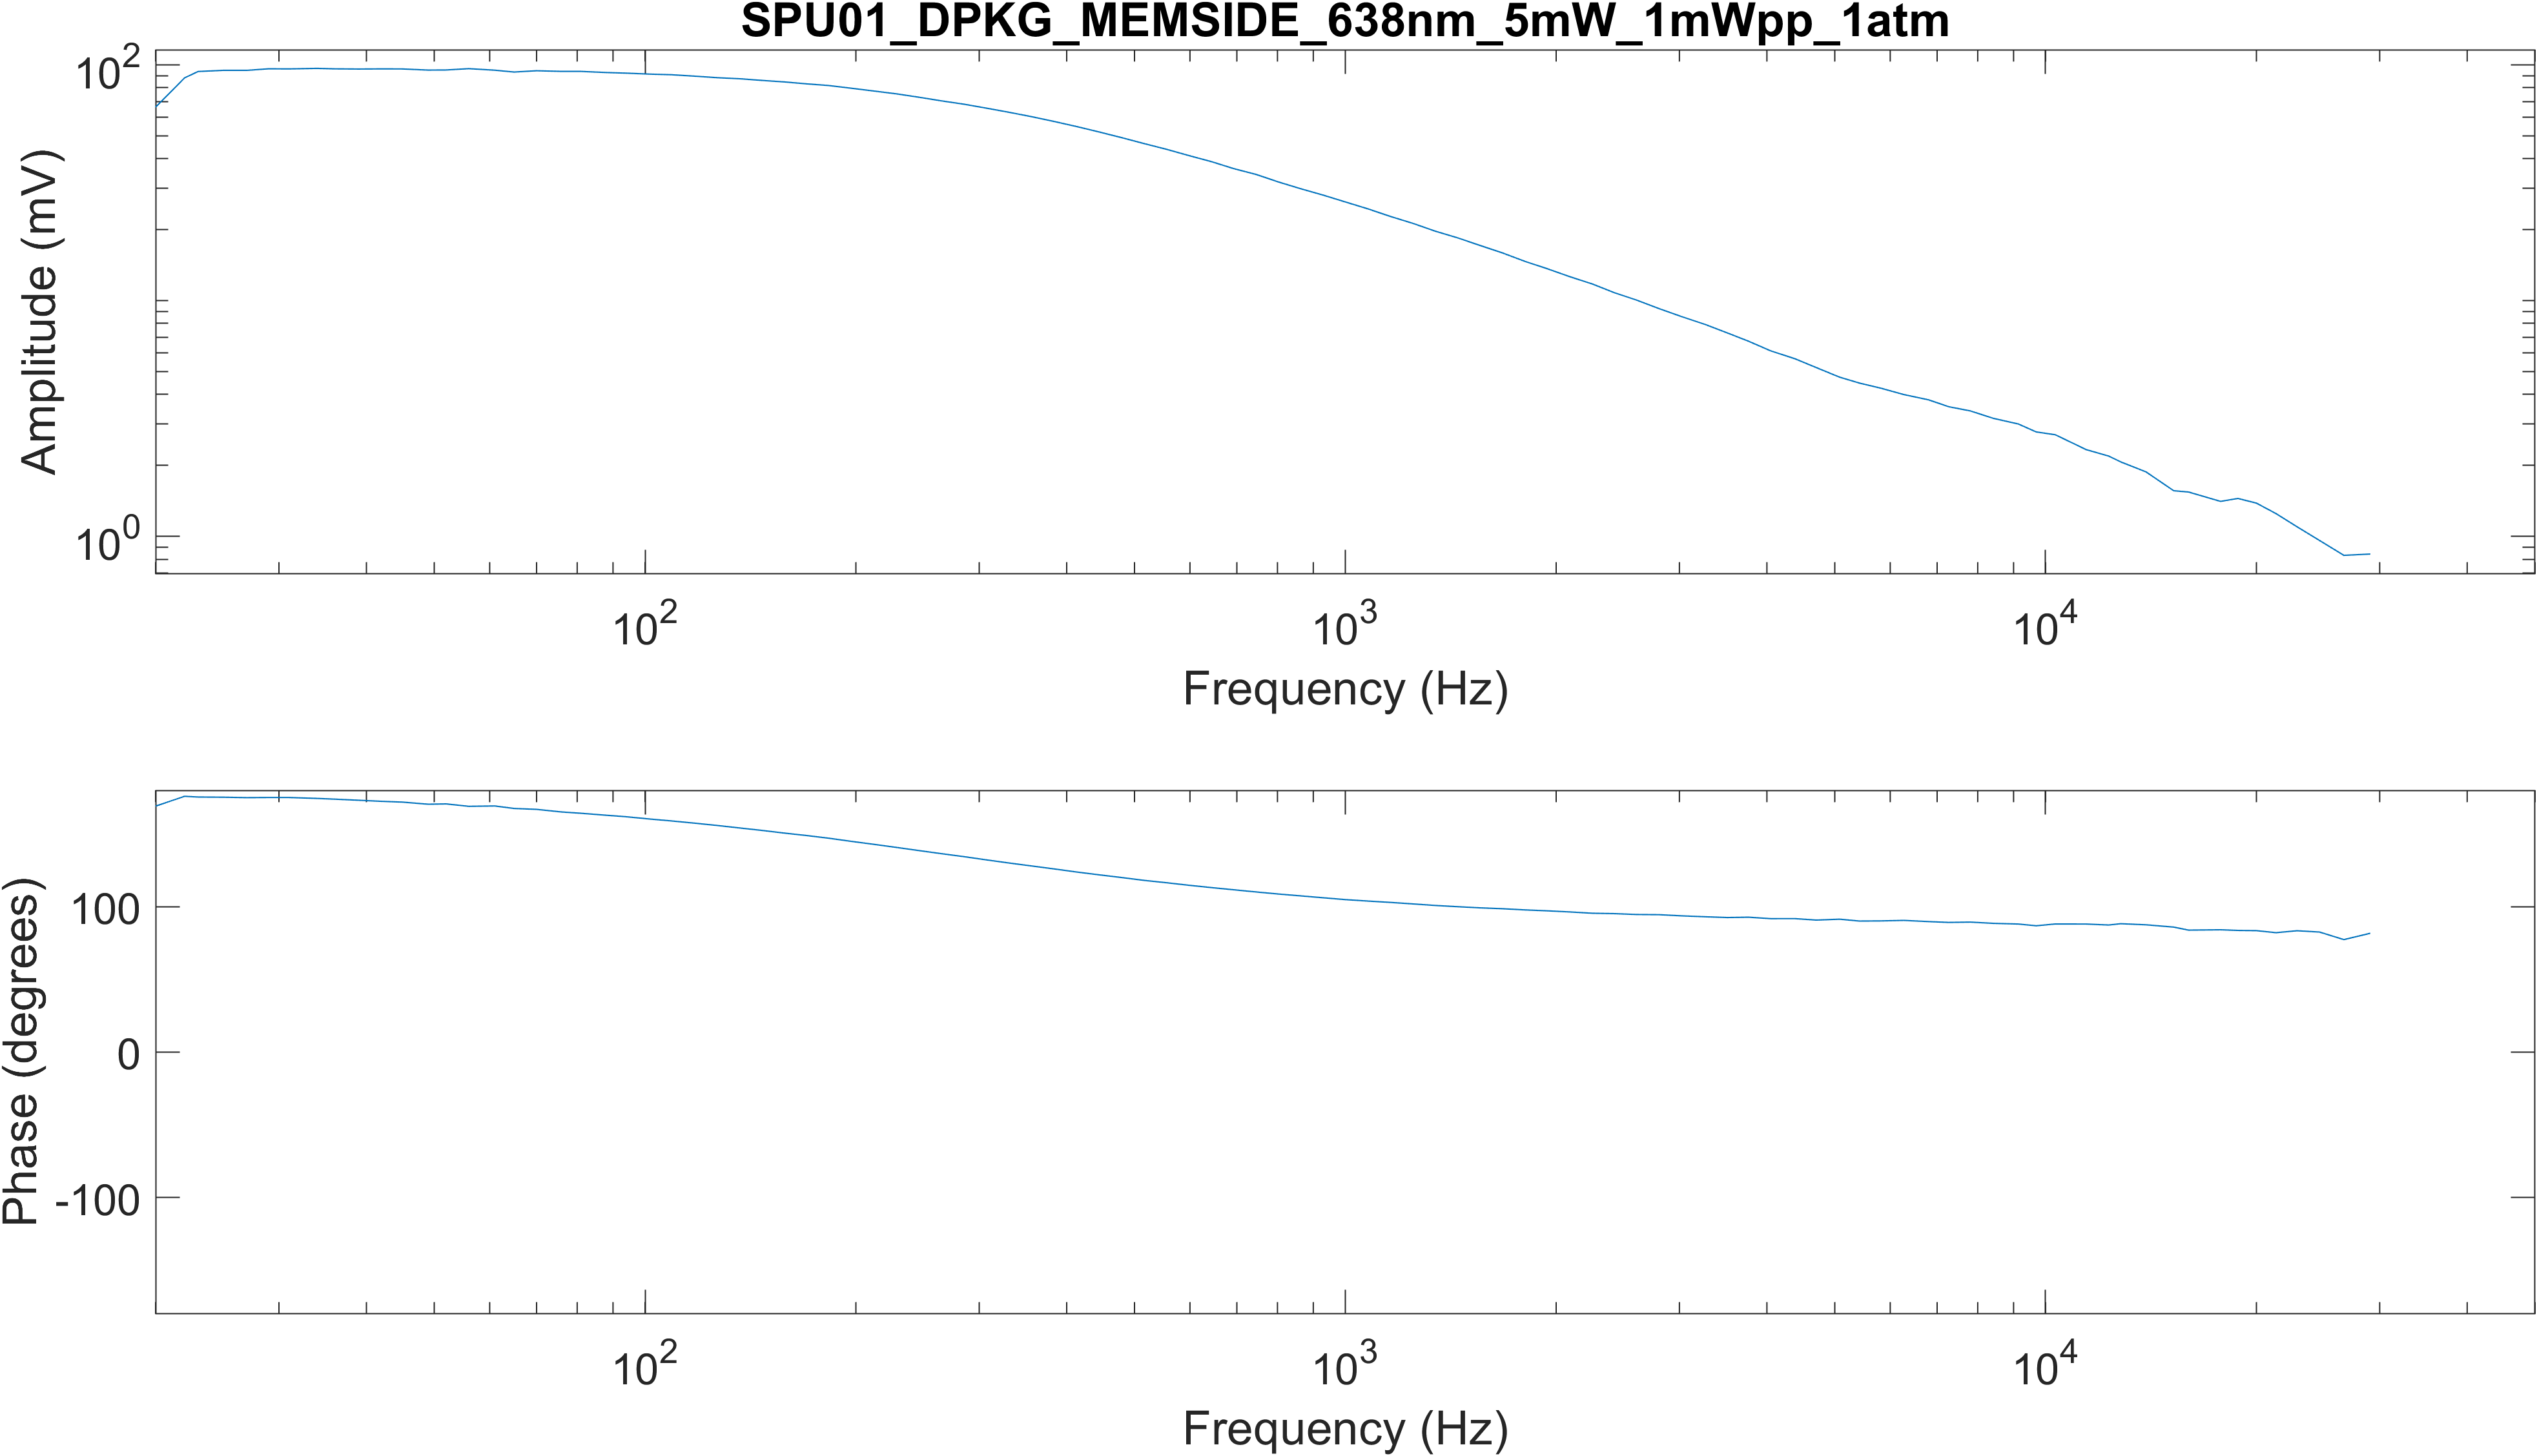 SPU01_DPKG_MEMSIDE_638nm_5mW_1mWpp_1atm
10^2
10^0
Amplitude (mV)
10^2 10^3 10^4
Frequency (Hz)
100
0
-100
Phase (degrees)
10^2 10^3 10^4
Frequency (Hz)